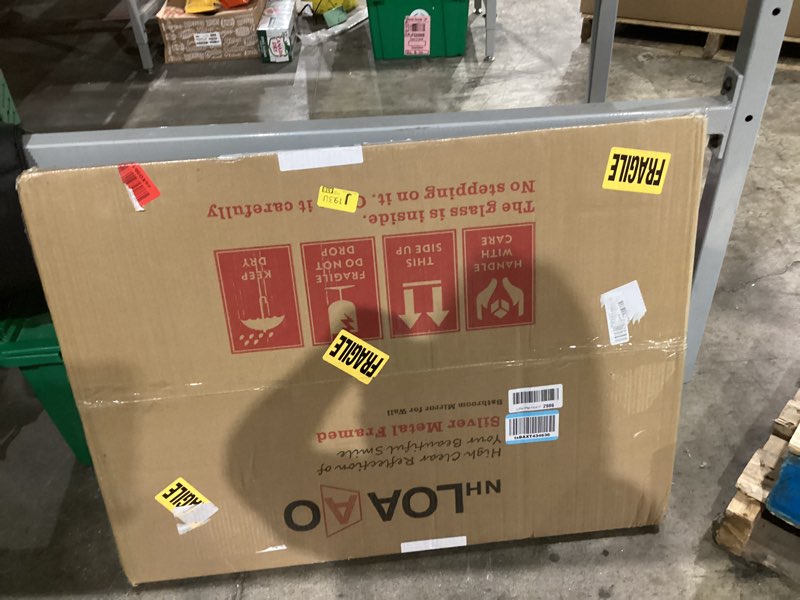 NHLOAAO
High Clear Reflection of
Your Beautiful Smile
Silver Metal Framed
Bathroom Mirror for Wall
FRAGILE
FRAGILE
HANDLE
WITH
CARE
THIS
SIDE UP
FRAGILE
DO NOT
DROP
KEEP
DRY
The glass is inside.
No stepping on it. it carefully
J
193U
FRAGILE